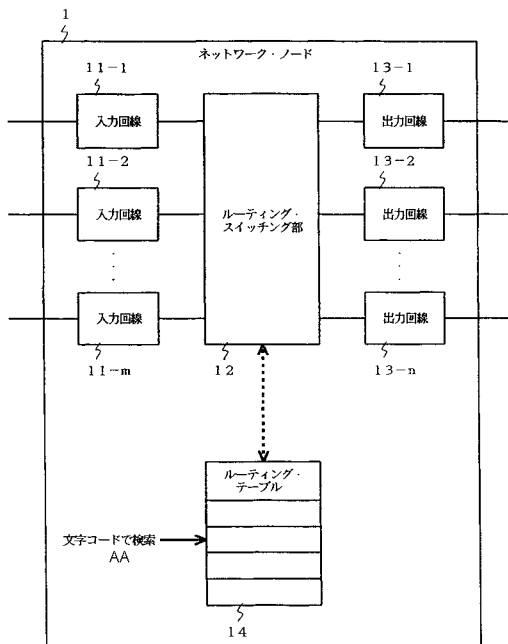 1
ネットワーク・ノード
11-1
13-1
入力回線
出力回線
11-2
13-2
入力回線
ルーティング・
スイッチング部
出力回線
入力回線
出力回線
11-m
12
13-n
ルーティング・
テーブル
文字コードで検索
AA
14